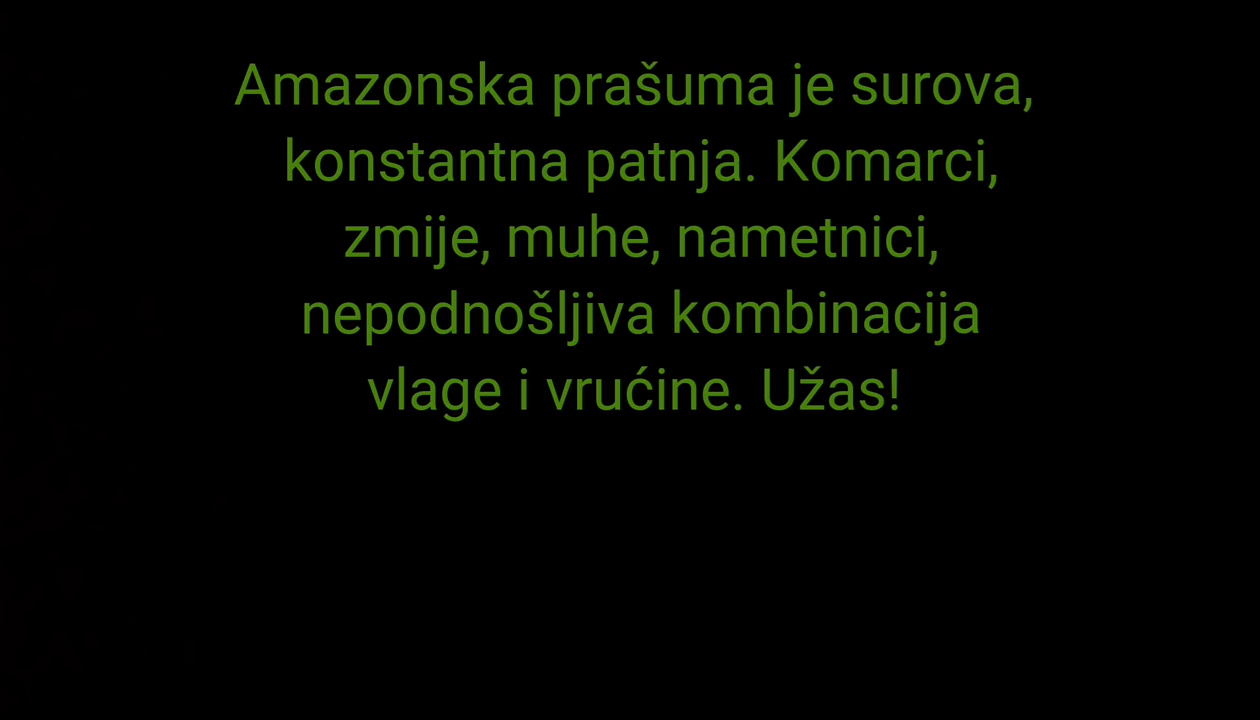 Amazonska prašuma je surova,
konstantna patnja. Komarci,
zmije, muhe, nametnici,
nepodnošljiva kombinacija
vlage i vrućine. Užas!